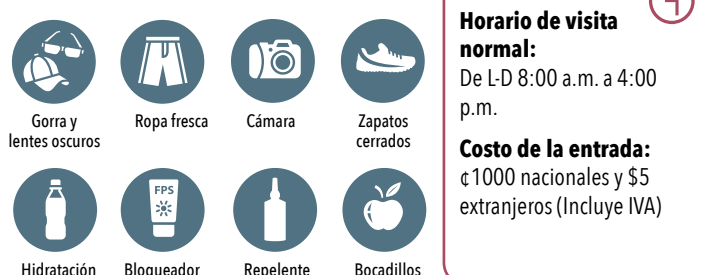 Gorra y
lentes oscuros
Ropa fresca
Cámara
Zapatos
cerrados
FPS
Hidratación
Bloqueador
Repelente
Bocadillos
Horario de visita
normal:
De L-D 8:00 a.m. a 4:00
p.m.
Costo de la entrada:
¢1000 nacionales y $5
extranjeros (Incluye IVA)